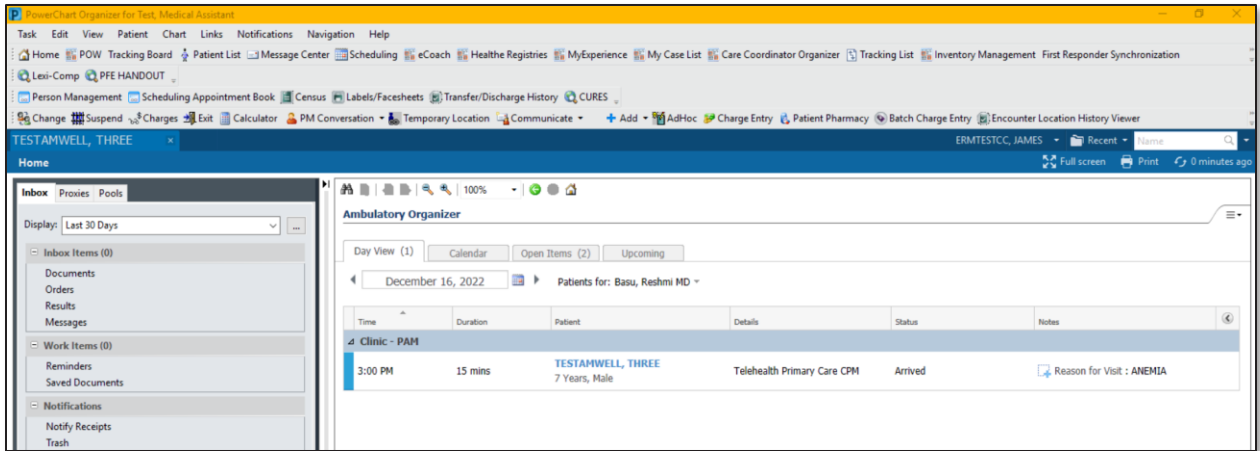 PowerChart Organizer for Test, Medical Assistant
Task Edit View Patient Chart Links Notifications Navigation Help
Home POW Tracking Board Patient List Message Center Scheduling eCoach Healthe Registries MyExperience My Case List Care Coordinator Organizer Tracking List Inventory Management First Responder Synchronization
Lexi-Comp PFE HANDOUT
Person Management Scheduling Appointment Book Census Labels/Facesheets Transfer/Discharge History CURES
Change Suspend Charges Exit Calculator PM Conversation Temporary Location Communicate Add AdHoc Charge Entry Patient Pharmacy Batch Charge Entry Encounter Location History Viewer
TESTAMWELL, THREE × ERMTESTCC, JAMES Recent Name
Home Full screen Print 0 minutes ago
Inbox Proxies Pools
100%
Ambulatory Organizer
Display: Last 30 Days ...
Inbox Items (0)
Documents
Orders
Results
Messages
Work Items (0)
Reminders
Saved Documents
Notifications
Notify Receipts
Trash
Day View (1) Calendar Open Items (2) Upcoming
December 16, 2022 Patients for: Basu, Reshmi MD
Time Duration Patient Details Status Notes
Clinic - PAM
3:00 PM 15 mins TESTAMWELL, THREE Telehealth Primary Care CPM Arrived Reason for Visit : ANEMIA
7 Years, Male